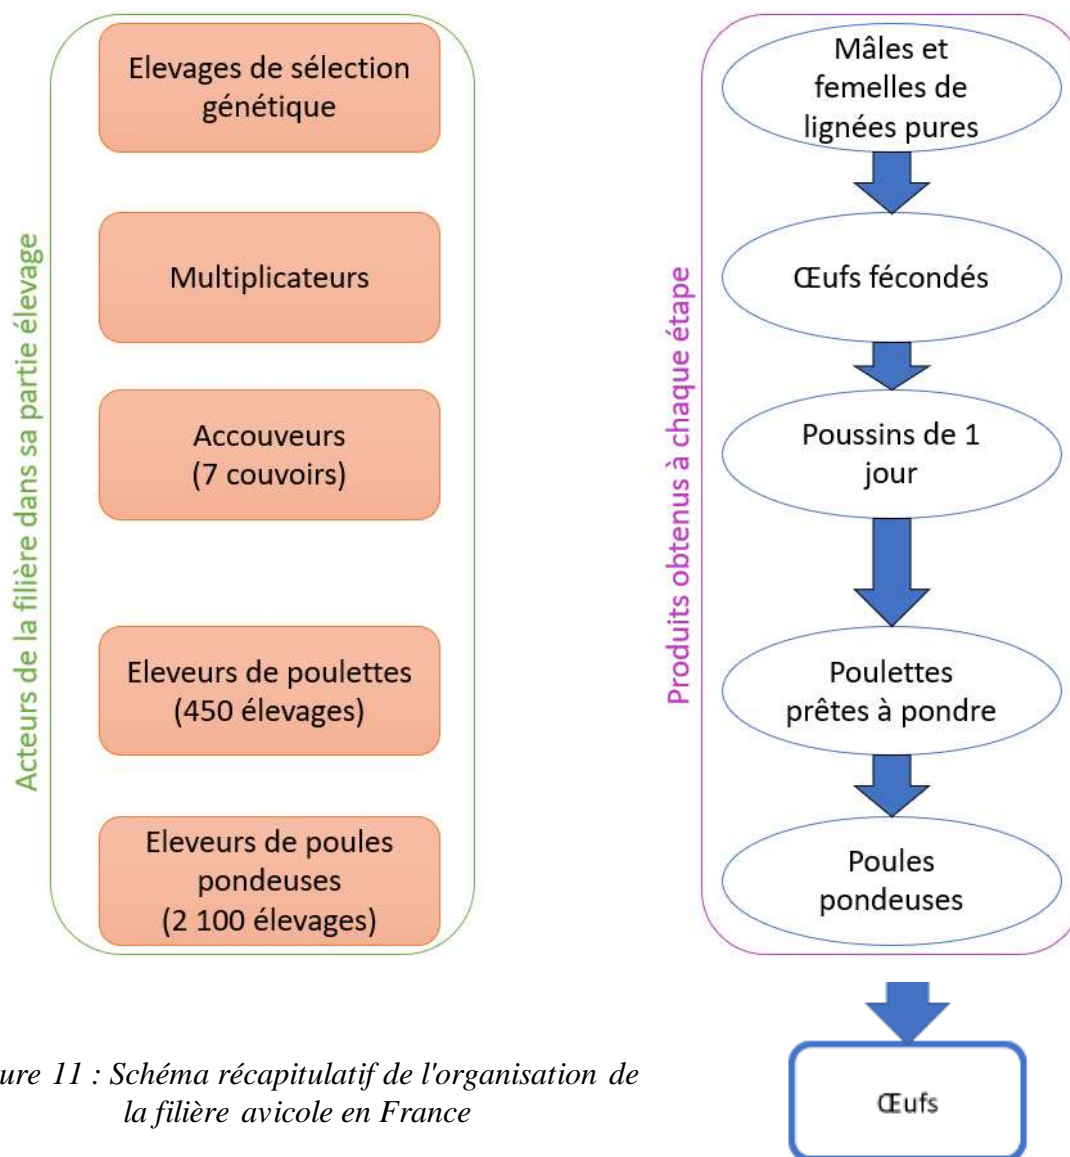 Acteurs de la filière dans sa partie élevage
Elevages de sélection
génétique
Multiplicateurs
Accouveurs
(7 couvoirs)
Eleveurs de poulettes
(450 élevages)
Eleveurs de poules
pondeuses
(2 100 élevages)
Produits obtenus à chaque étape
Mâles et
femelles de
lignées pures
Œufs fécondés
Poussins de 1
jour
Poulettes
prêtes à pondre
Poules
pondeuses
Œufs
ure 11 : Schéma récapitulatif de l'organisation de
la filière avicole en France